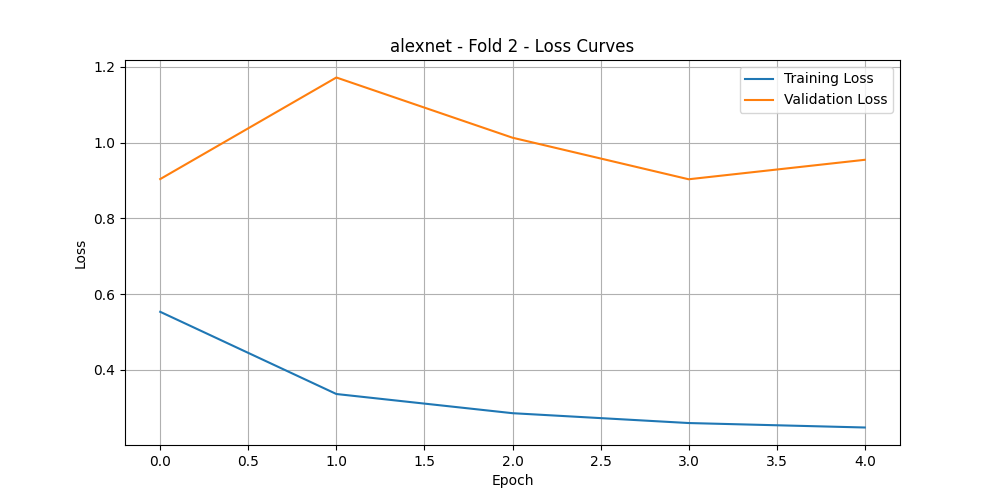 alexnet - Fold 2 - Loss Curves
Training Loss
Validation Loss
1.2
1.0
0.8
0.6
0.4
Loss
0.0 0.5 1.0 1.5 2.0 2.5 3.0 3.5 4.0
Epoch